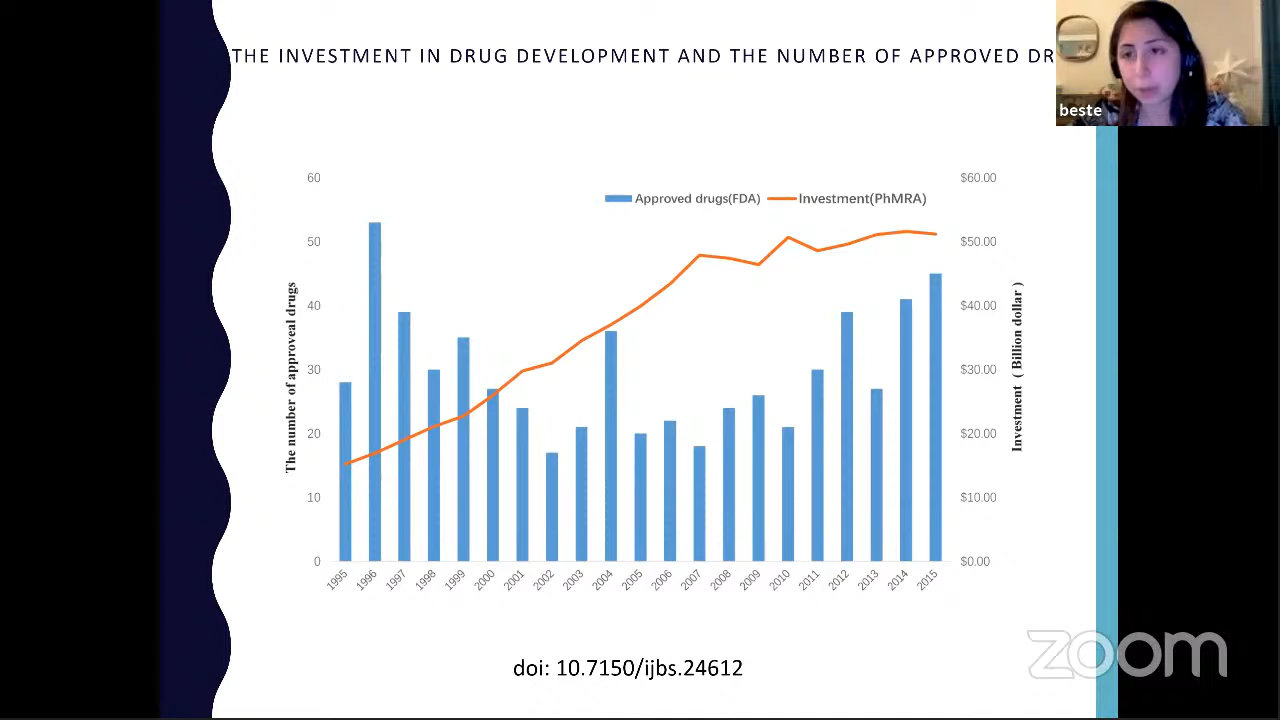 THE INVESTMENT IN DRUG DEVELOPMENT AND THE NUMBER OF APPROVED DR
beste
60
50
40
30
20
10
0
The number of approveal drugs
Approved drugs(FDA)
Investment(PhMRA)
$60.00
$50.00
$40.00
$30.00
$20.00
$10.00
$0.00
Investment ( Billion dollar )
1995 1996 1997 1998 1999 2000 2001 2002 2003 2004 2005 2006 2007 2008 2009 2010 2011 2012 2013 2014 2015
doi: 10.7150/ijbs.24612
zoom